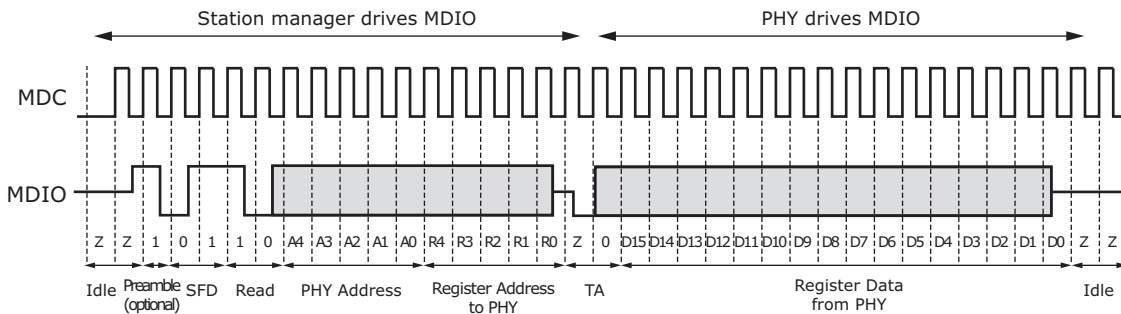 Station manager drives MDIO PHY drives MDIO
MDC
MDIO
Z Z 1 0 1 1 0 A4 A3 A2 A1 A0 R4 R3 R2 R1 R0 Z 0 D15 D14 D13 D12 D11 D10 D9 D8 D7 D6 D5 D4 D3 D2 D1 D0 Z Z
Idle Preamble SFD Read PHY Address Register Address TA Register Data Idle
(optional) to PHY from PHY